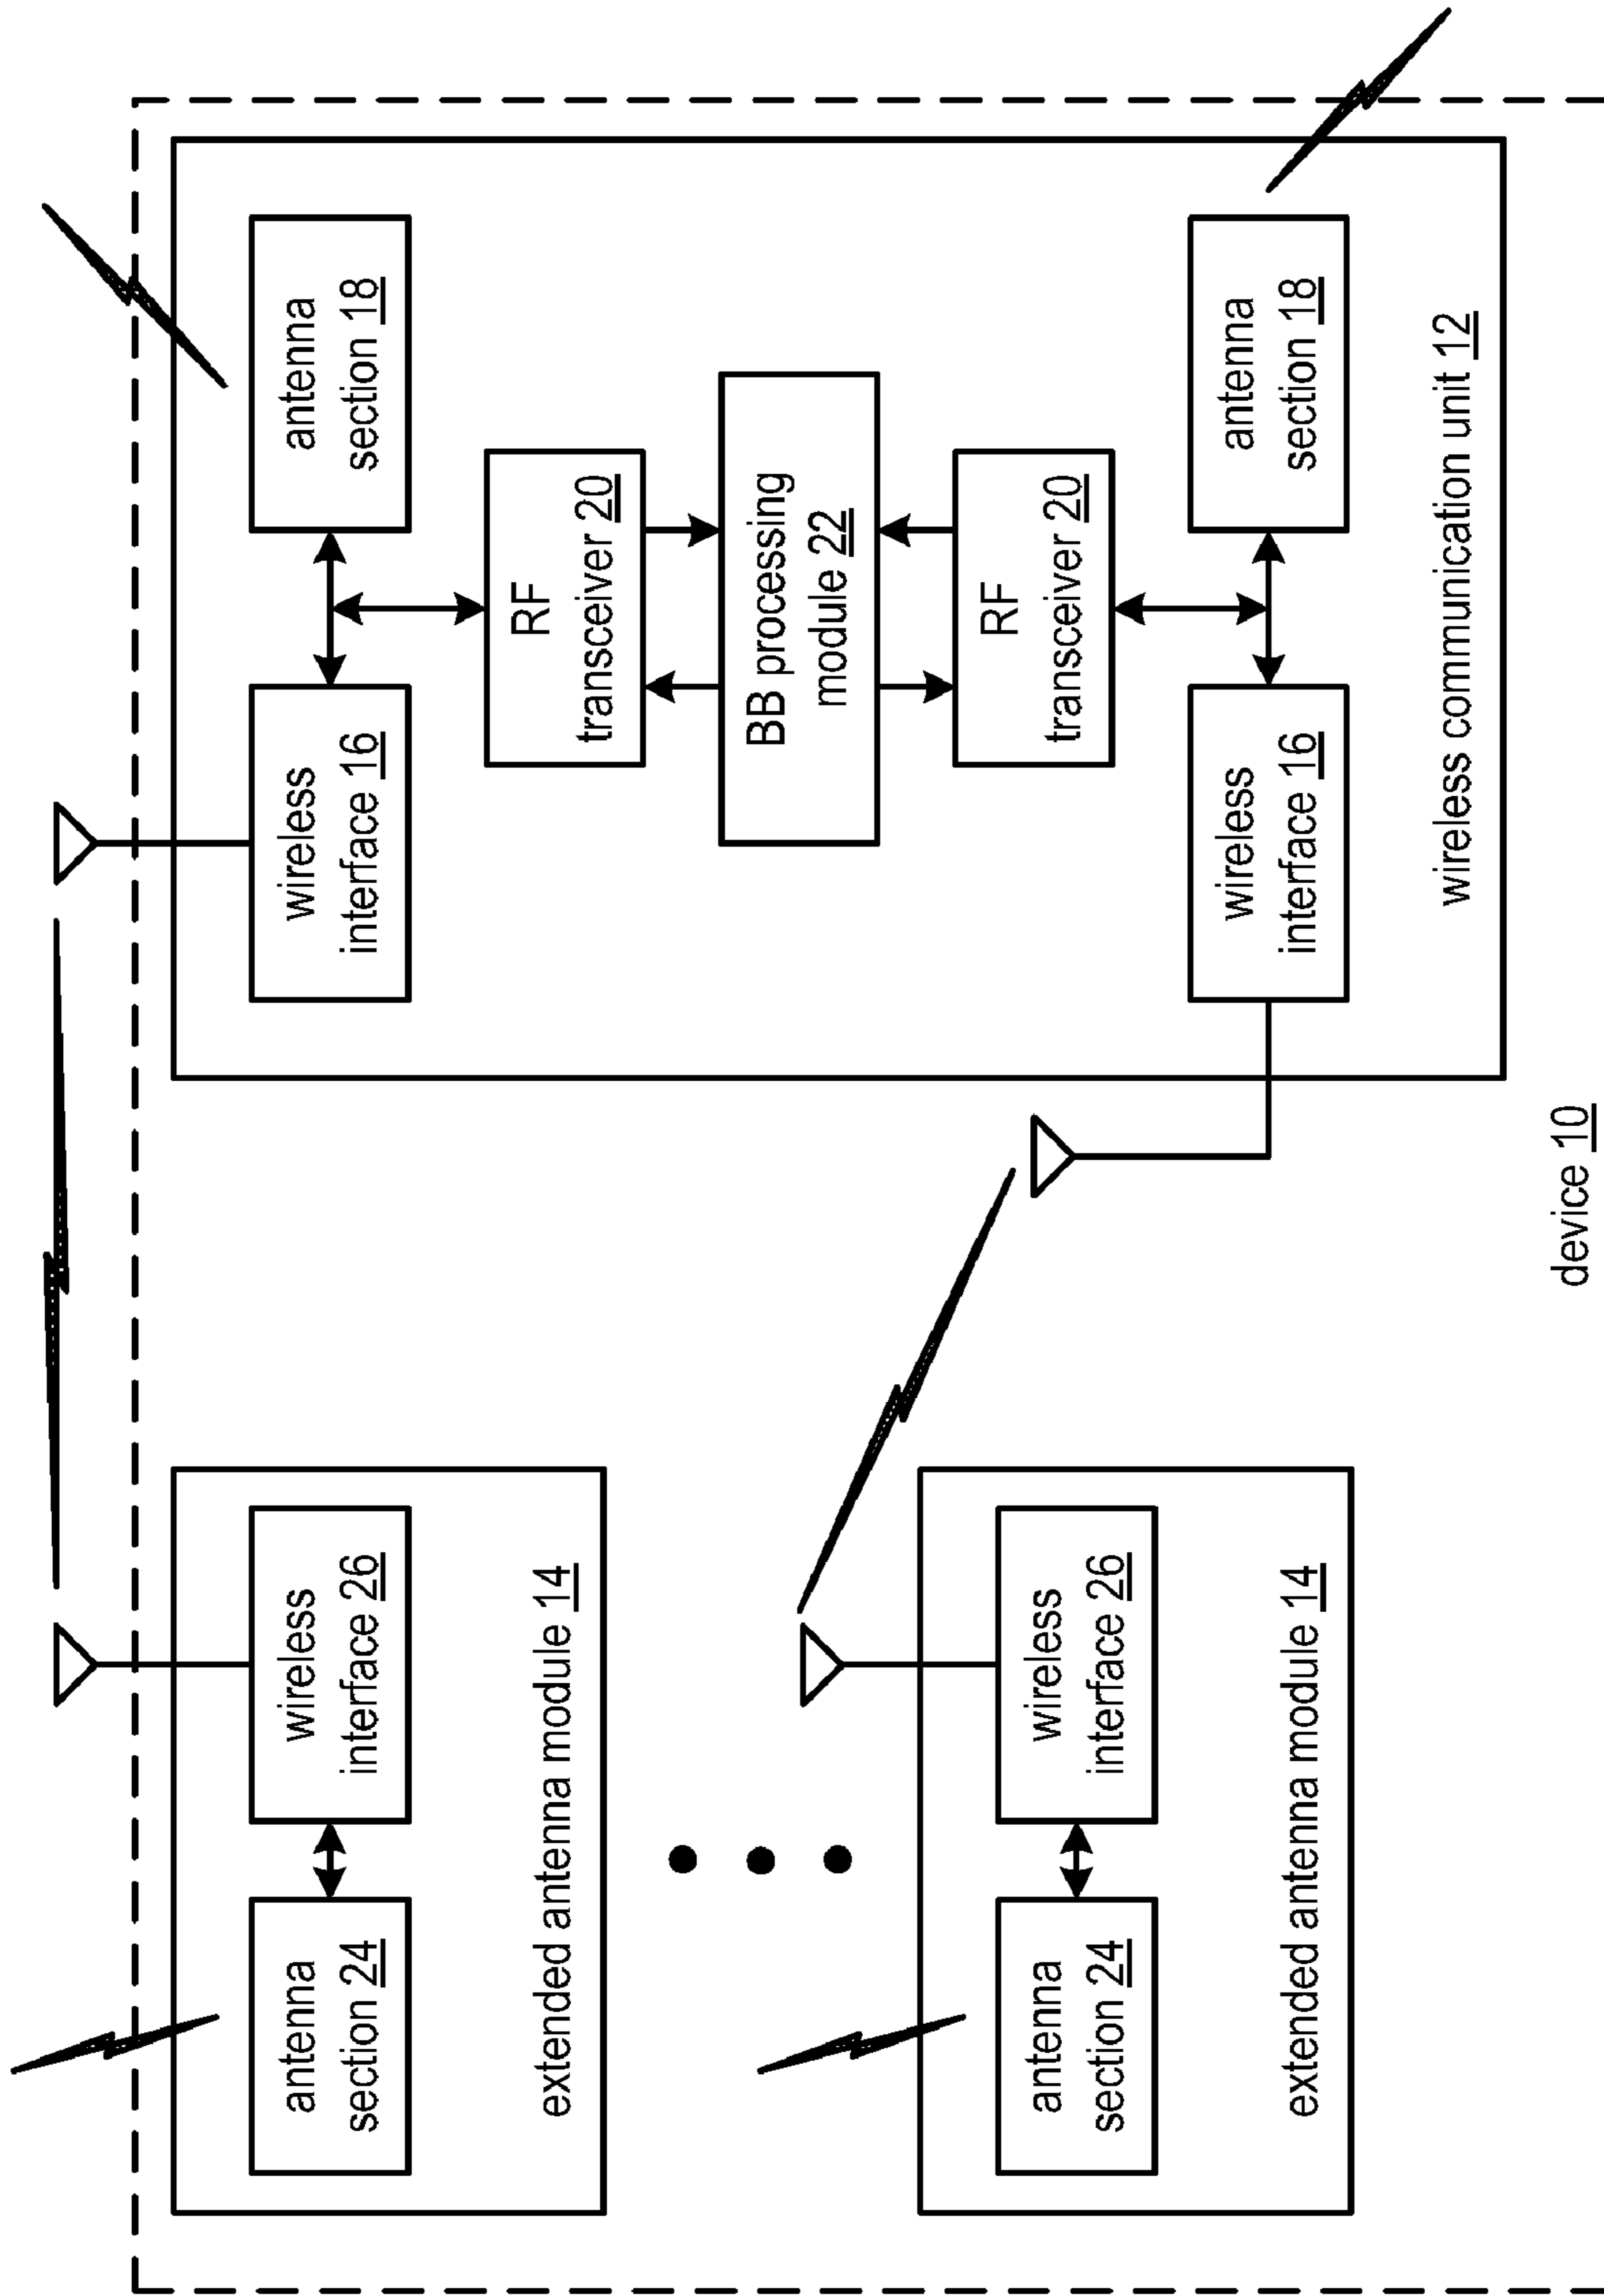 antenna
section 24
wireless
interface 26
extended antenna module 14
antenna
section 24
wireless
interface 26
extended antenna module 14
wireless
interface 16
antenna
section 18
RF
transceiver 20
BB processing
module 22
RF
transceiver 20
wireless
interface 16
antenna
section 18
wireless communication unit 12
device 10